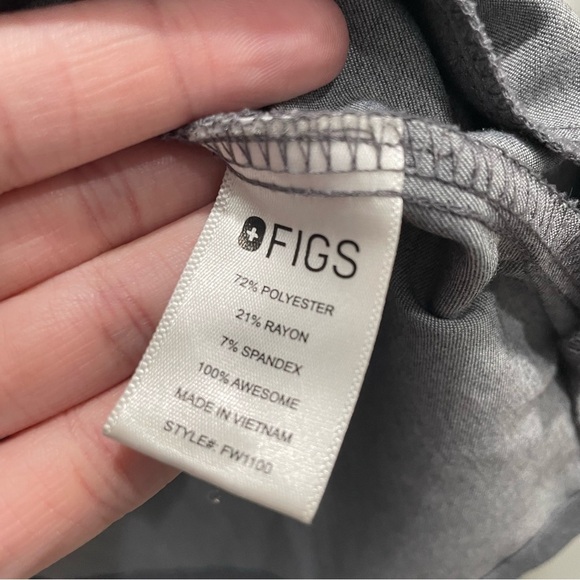 FIGS
72% POLYESTER
21% RAYON
7% SPANDEX
100% AWESOME
MADE IN VIETNAM
STYLE#: FW1100